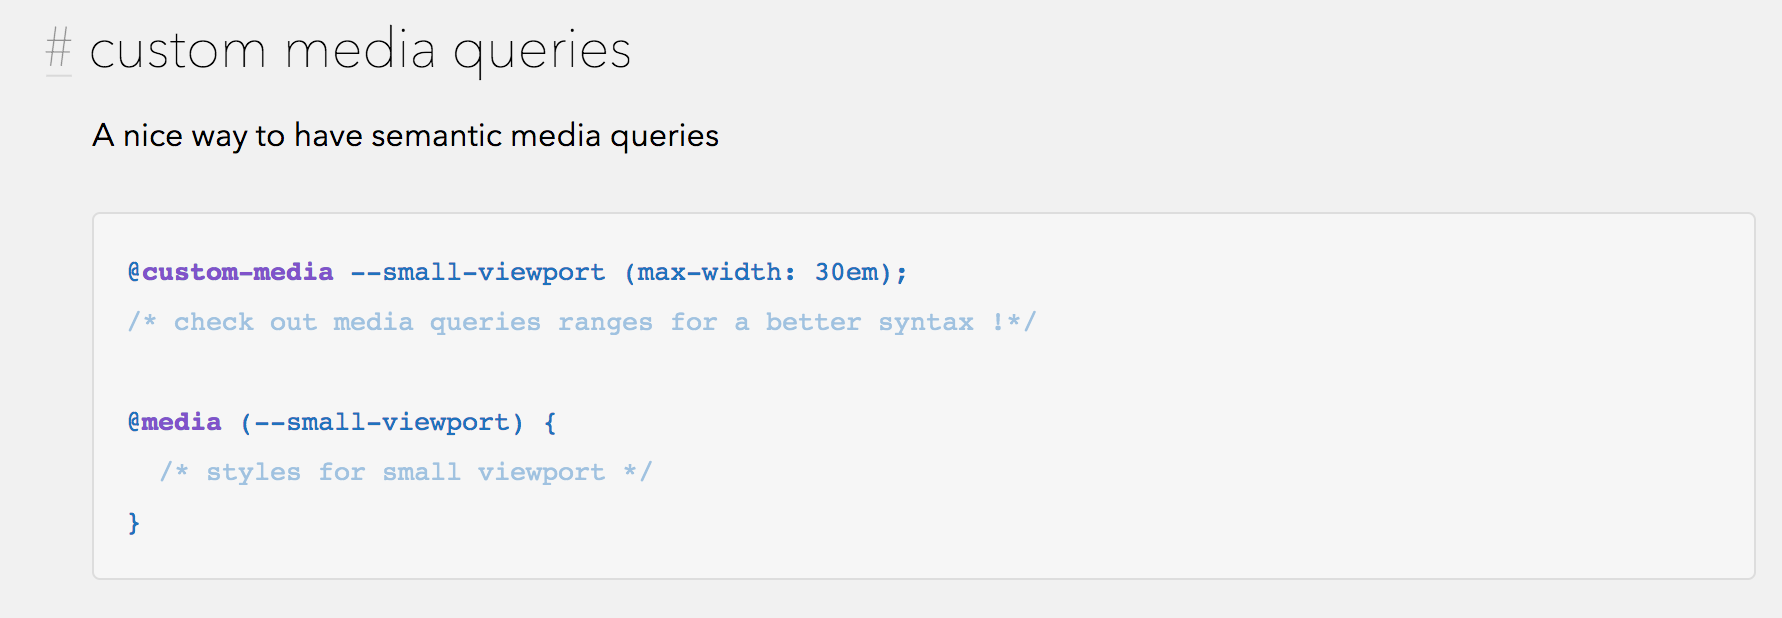 # custom media queries
A nice way to have semantic media queries
@custom-media --small-viewport (max-width: 30em);
/* check out media queries ranges for a better syntax !*/
@media (--small-viewport) {
  /* styles for small viewport */
}